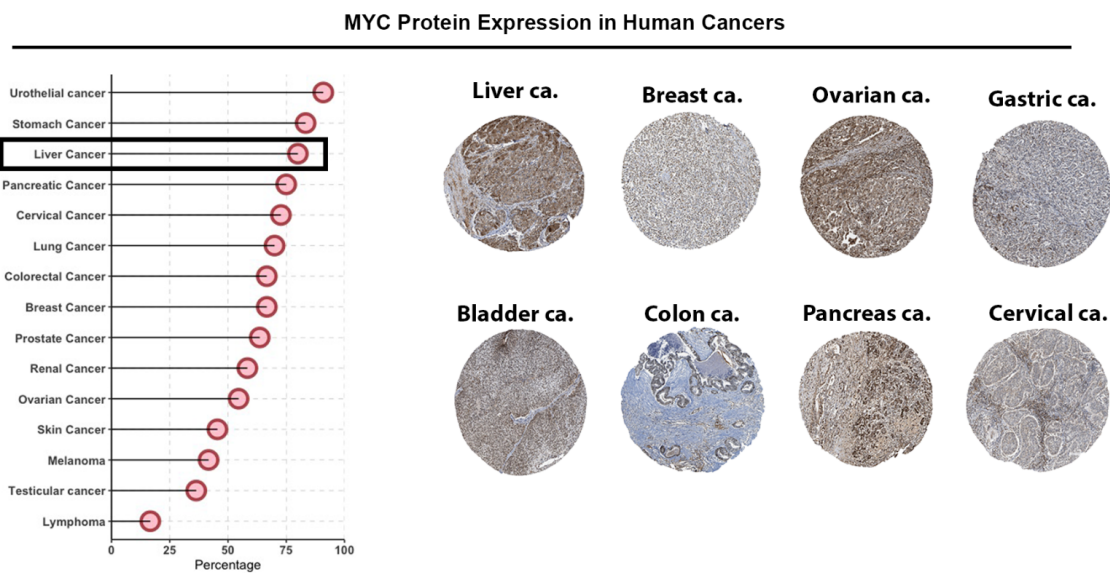 MYC Protein Expression in Human Cancers
Urothelial cancer
Stomach Cancer
Liver Cancer
Pancreatic Cancer
Cervical Cancer
Lung Cancer
Colorectal Cancer
Breast Cancer
Prostate Cancer
Renal Cancer
Ovarian Cancer
Skin Cancer
Melanoma
Testicular cancer
Lymphoma
0 25 50 75 100
Percentage
Liver ca. Breast ca. Ovarian ca. Gastric ca.
Bladder ca. Colon ca. Pancreas ca. Cervical ca.